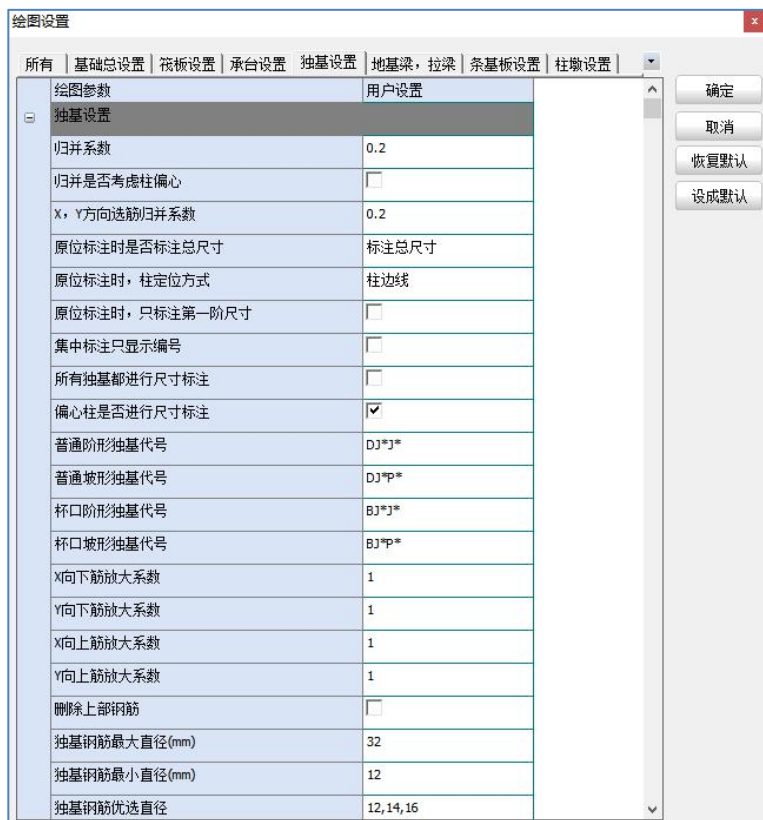 绘图设置
x
所有 基础总设置 筏板设置 承台设置 独基设置 地基梁，拉梁 条基板设置 柱墩设置
绘图参数 用户设置
独基设置
归并系数 0.2
归并是否考虑柱偏心
X，Y方向选筋归并系数 0.2
原位标注时是否标注总尺寸 标注总尺寸
原位标注时，柱定位方式 柱边线
原位标注时，只标注第一阶尺寸
集中标注只显示编号
所有独基都进行尺寸标注
偏心柱是否进行尺寸标注
普通阶形独基代号 DJ*J*
普通坡形独基代号 DJ*P*
杯口阶形独基代号 BJ*J*
杯口坡形独基代号 BJ*P*
X向下筋放大系数 1
Y向下筋放大系数 1
X向上筋放大系数 1
Y向上筋放大系数 1
删除上部钢筋
独基钢筋最大直径(mm) 32
独基钢筋最小直径(mm) 12
独基钢筋优选直径 12,14,16
确定
取消
恢复默认
设成默认